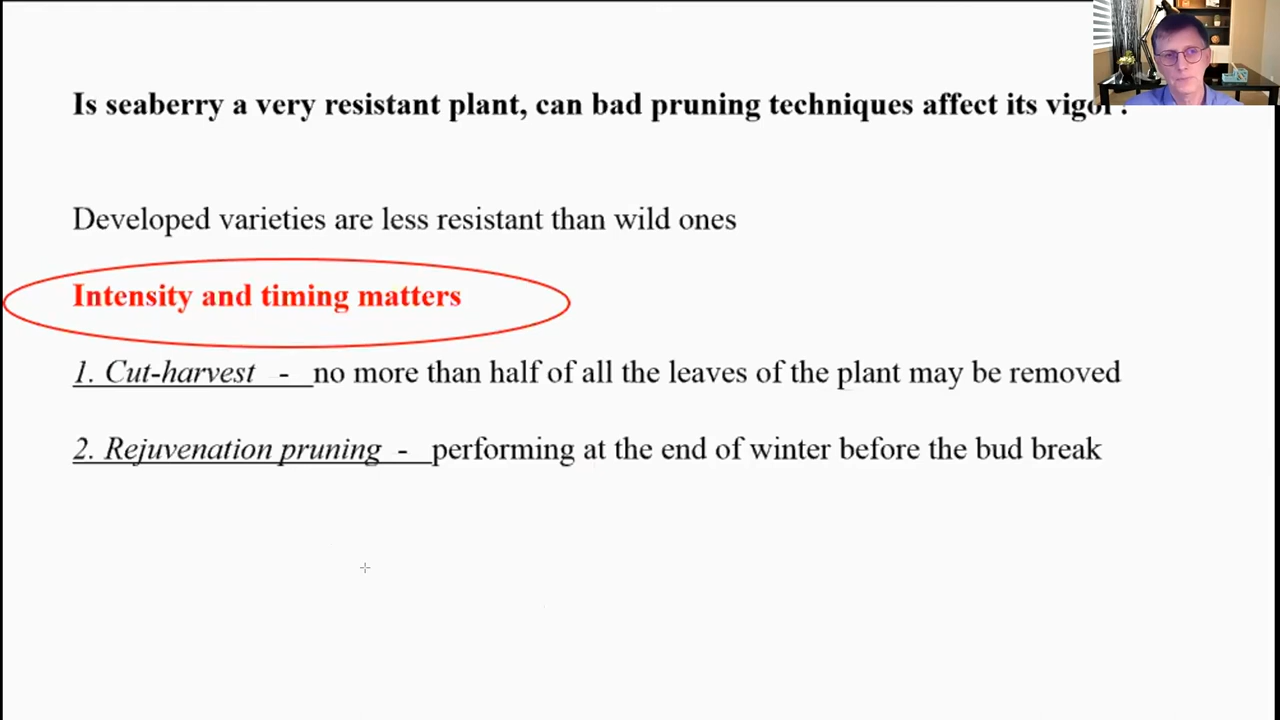 Is seaberry a very resistant plant, can bad pruning techniques affect its vigor?
Developed varieties are less resistant than wild ones
Intensity and timing matters
1. Cut-harvest - no more than half of all the leaves of the plant may be removed
2. Rejuvenation pruning - performing at the end of winter before the bud break